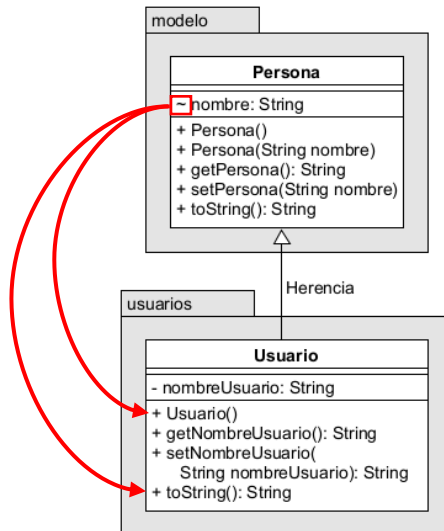 modelo
Persona
~ nombre: String
+ Persona()
+ Persona(String nombre)
+ getPersona(): String
+ setPersona(String nombre)
+ toString(): String
Herencia
usuarios
Usuario
- nombreUsuario: String
+ Usuario()
+ getNombreUsuario(): String
+ setNombreUsuario(
String nombreUsuario): String
+ toString(): String